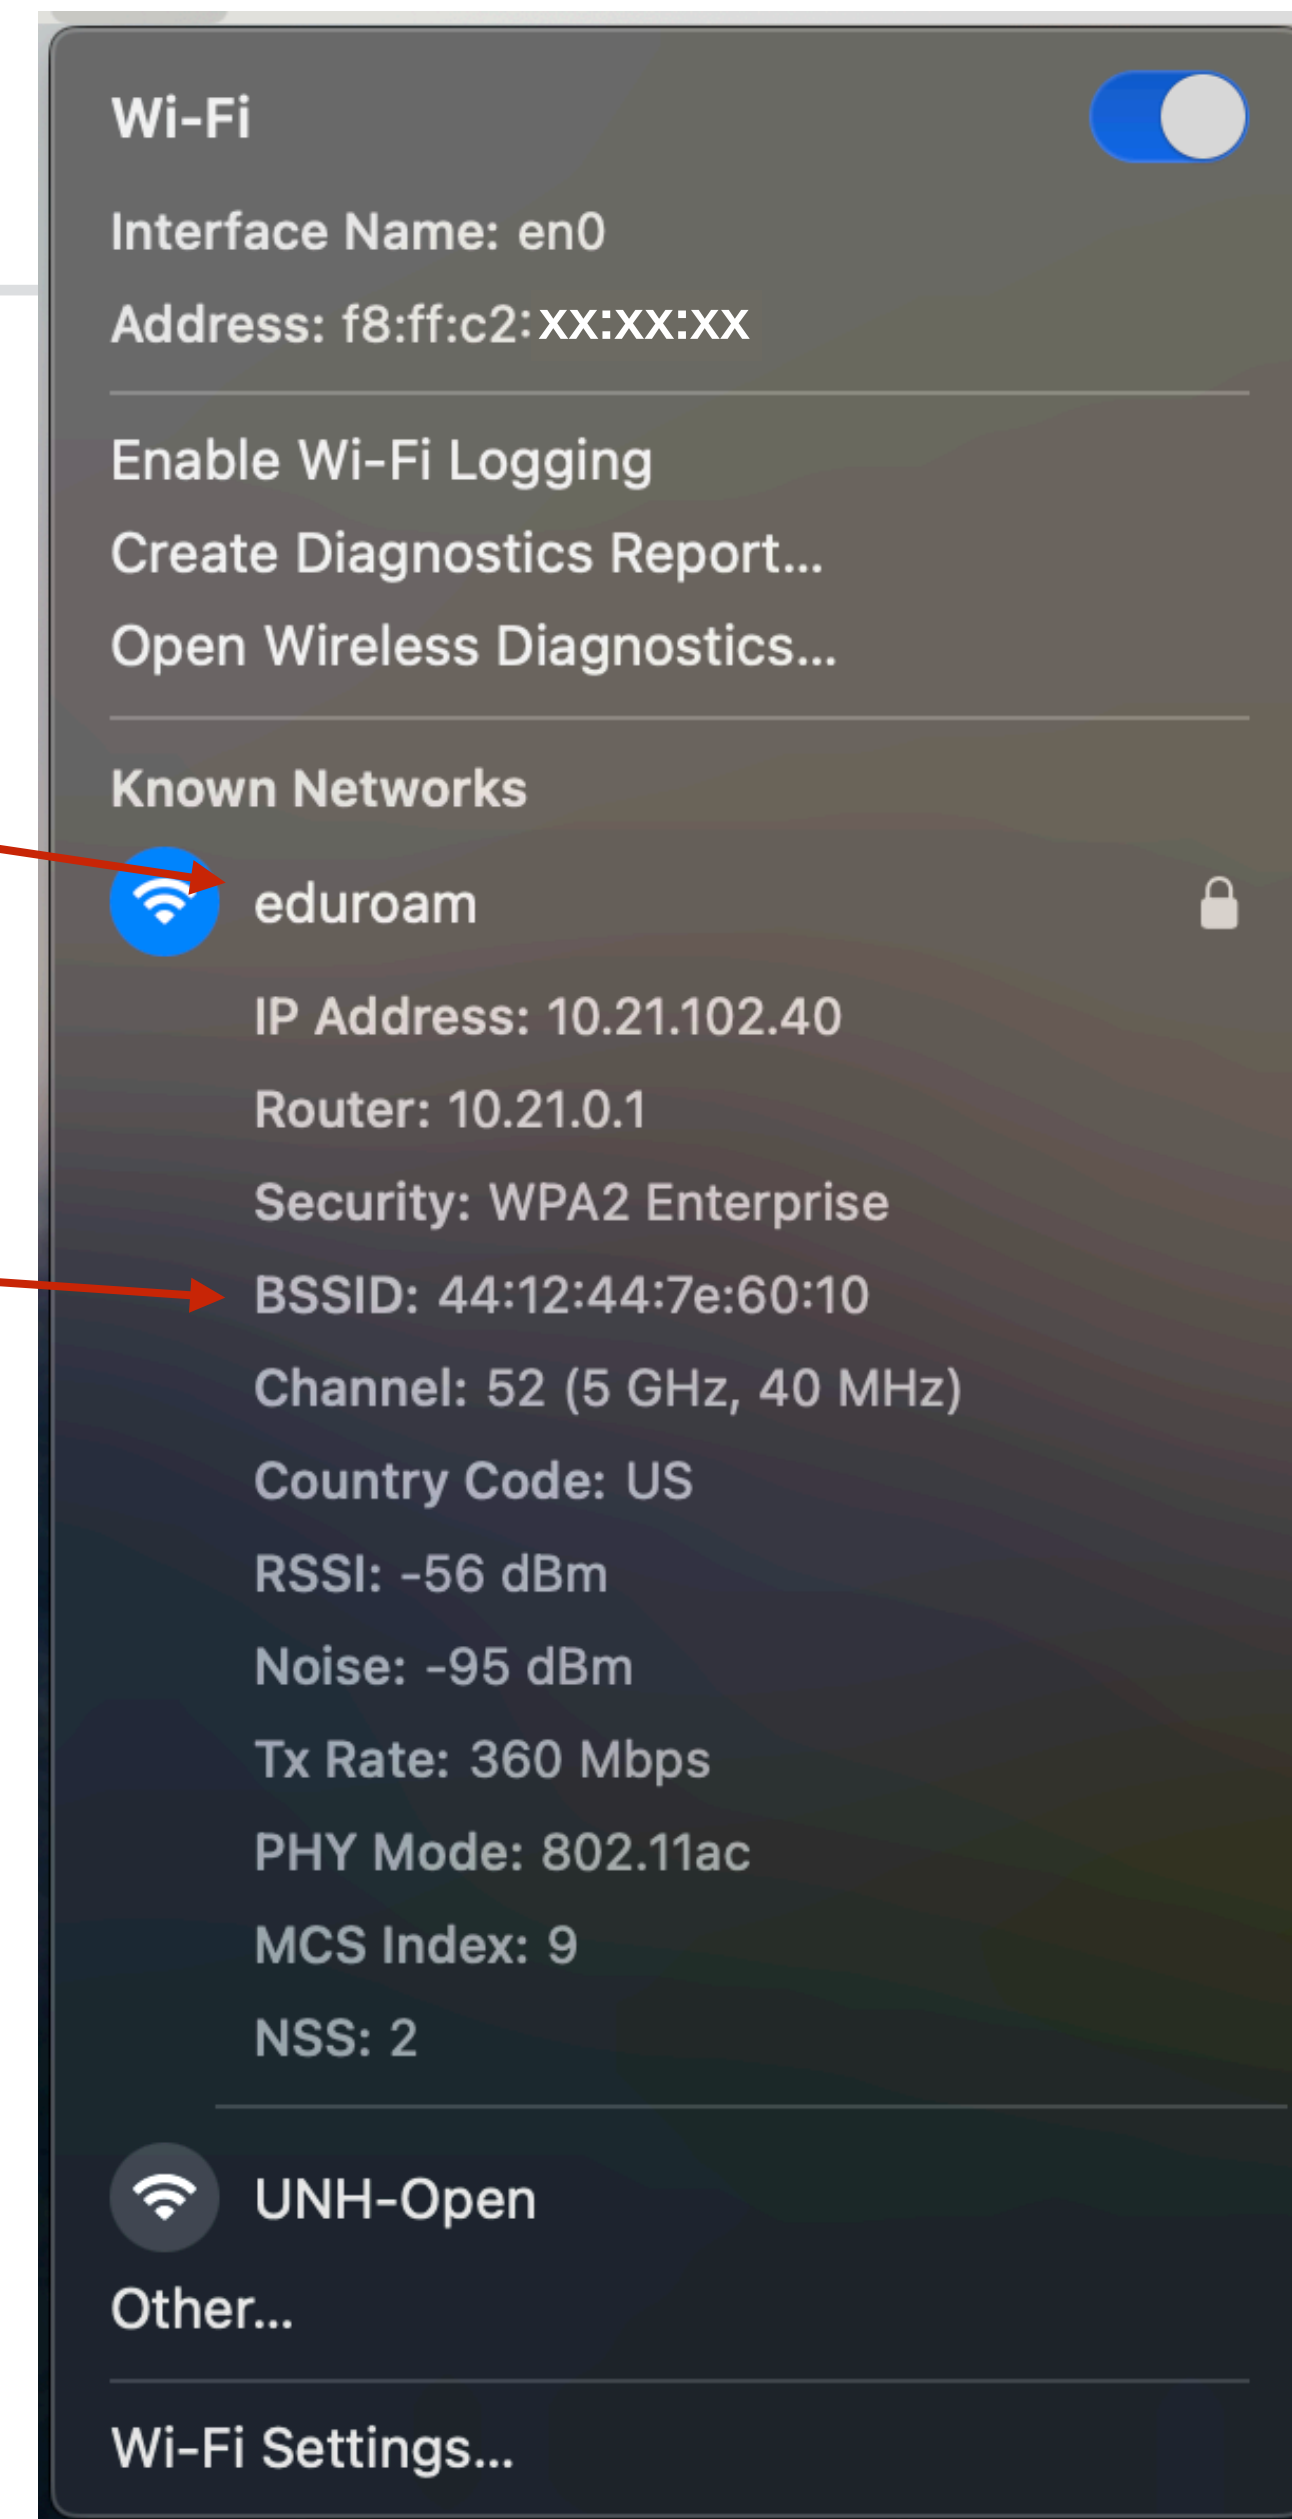 Wi-Fi
Interface Name: en0
Address: f8:ff:c2:xx:xx:xx
Enable Wi-Fi Logging
Create Diagnostics Report...
Open Wireless Diagnostics...
Known Networks
eduroam
IP Address: 10.21.102.40
Router: 10.21.0.1
Security: WPA2 Enterprise
BSSID: 44:12:44:7e:60:10
Channel: 52 (5 GHz, 40 MHz)
Country Code: US
RSSI: -56 dBm
Noise: -95 dBm
Tx Rate: 360 Mbps
PHY Mode: 802.11ac
MCS Index: 9
NSS: 2
UNH-Open
Other...
Wi-Fi Settings...